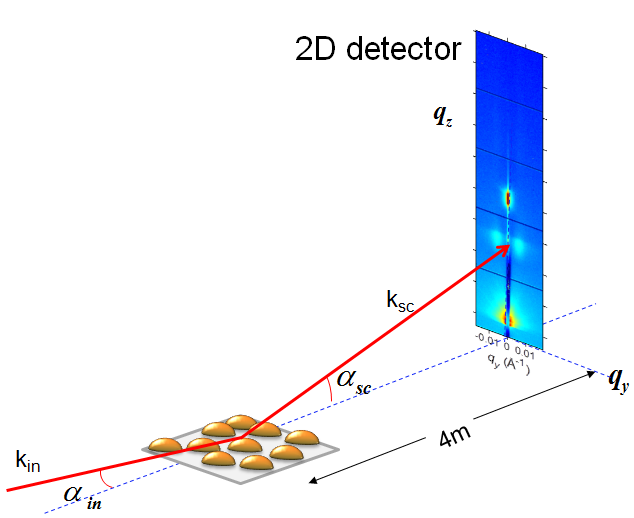 2D detector
q_z
k_sc
-0.01 0 0.01
q_y (A^-1)
α_sc
q_y
4m
k_in
α_in